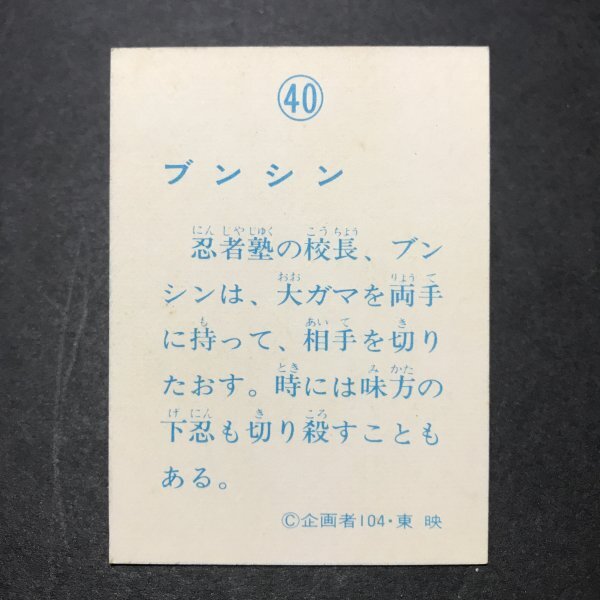 40
ブンシン
忍者塾の校長、ブン
シンは、大ガマを両手
に持って、相手を切り
たおす。時には味方の
下忍も切り殺すことも
ある。
©企画者104・東映